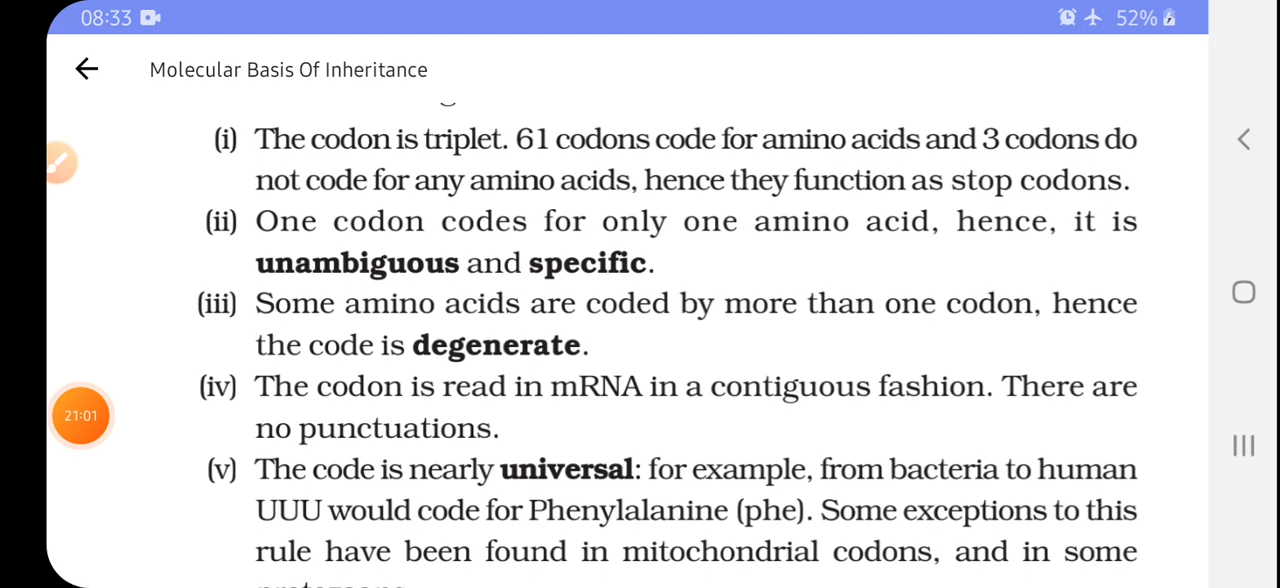 08:33
52%
Molecular Basis Of Inheritance
(i) The codon is triplet. 61 codons code for amino acids and 3 codons do
not code for any amino acids, hence they function as stop codons.
(ii) One codon codes for only one amino acid, hence, it is
unambiguous and specific.
(iii) Some amino acids are coded by more than one codon, hence
the code is degenerate.
(iv) The codon is read in mRNA in a contiguous fashion. There are
no punctuations.
21:01
(v) The code is nearly universal: for example, from bacteria to human
UUU would code for Phenylalanine (phe). Some exceptions to this
rule have been found in mitochondrial codons, and in some